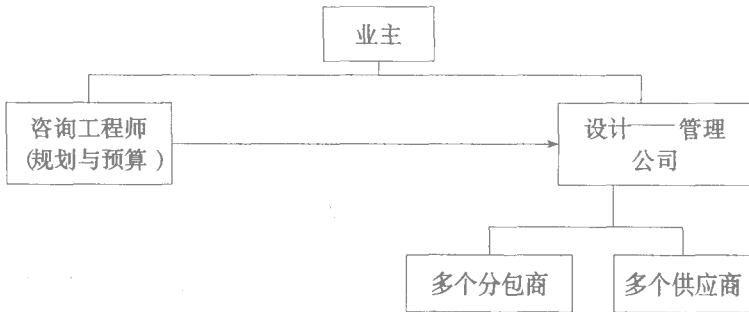 业主
咨询工程师
(规划与预算)
设计——管理
公司
多个分包商
多个供应商